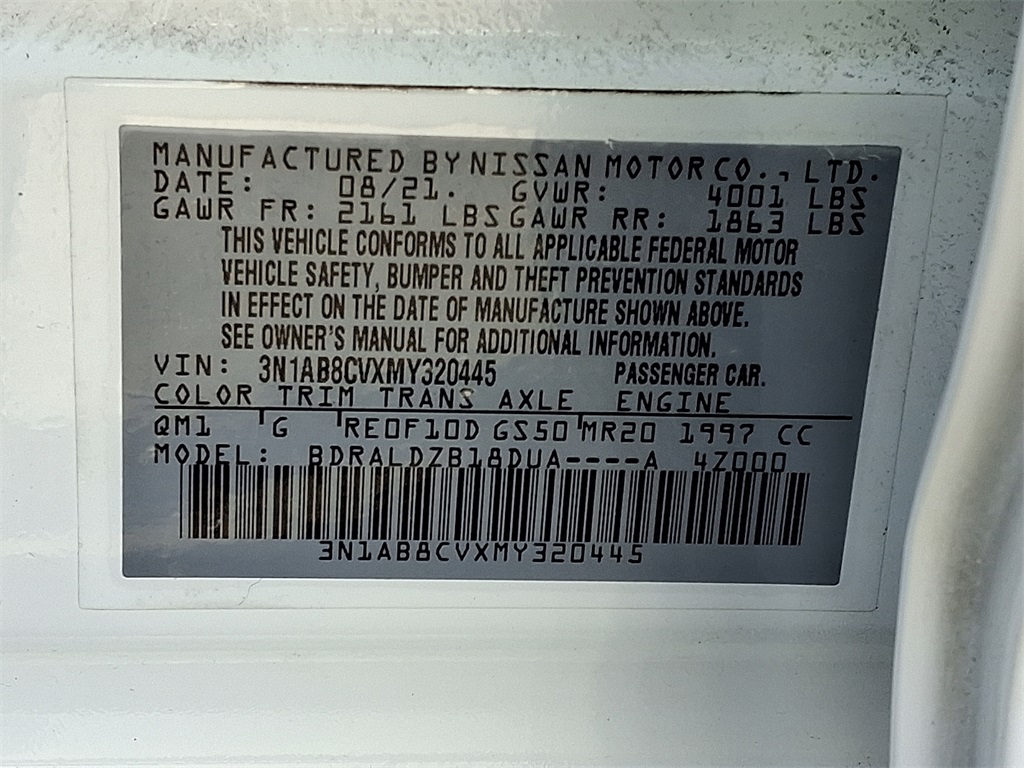 MANUFACTURED BY NISSAN MOTOR CO., LTD.
DATE: 08/21. GVWR: 4001 LBS
GAWR FR: 2161 LBS GAWR RR: 1863 LBS
THIS VEHICLE CONFORMS TO ALL APPLICABLE FEDERAL MOTOR
VEHICLE SAFETY, BUMPER AND THEFT PREVENTION STANDARDS
IN EFFECT ON THE DATE OF MANUFACTURE SHOWN ABOVE.
SEE OWNER'S MANUAL FOR ADDITIONAL INFORMATION.
VIN: 3N1AB8CVXMY320445 PASSENGER CAR.
COLOR TRIM TRANS AXLE ENGINE
QM1 G RE0F10D GS50 MR20 1997 CC
MODEL: BDRALDZB18DUA----A 4Z000
3N1AB8CVXMY320445